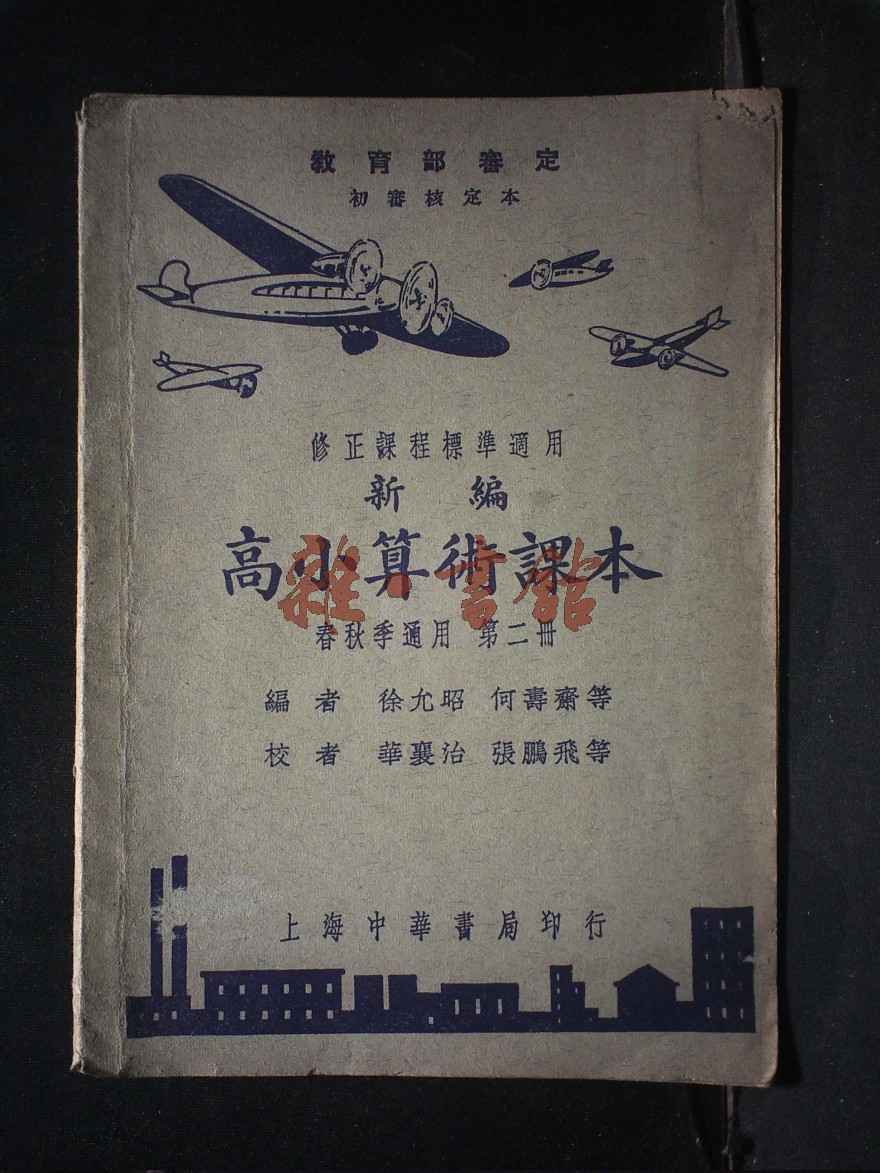 教育部審定
初審核定本
修正課程標準適用
新編
高小算術課本
雜·書館
春秋季通用 第二冊
編者 徐允昭 何壽齋等
校者 華襄治 張鵬飛等
上海中華書局印行